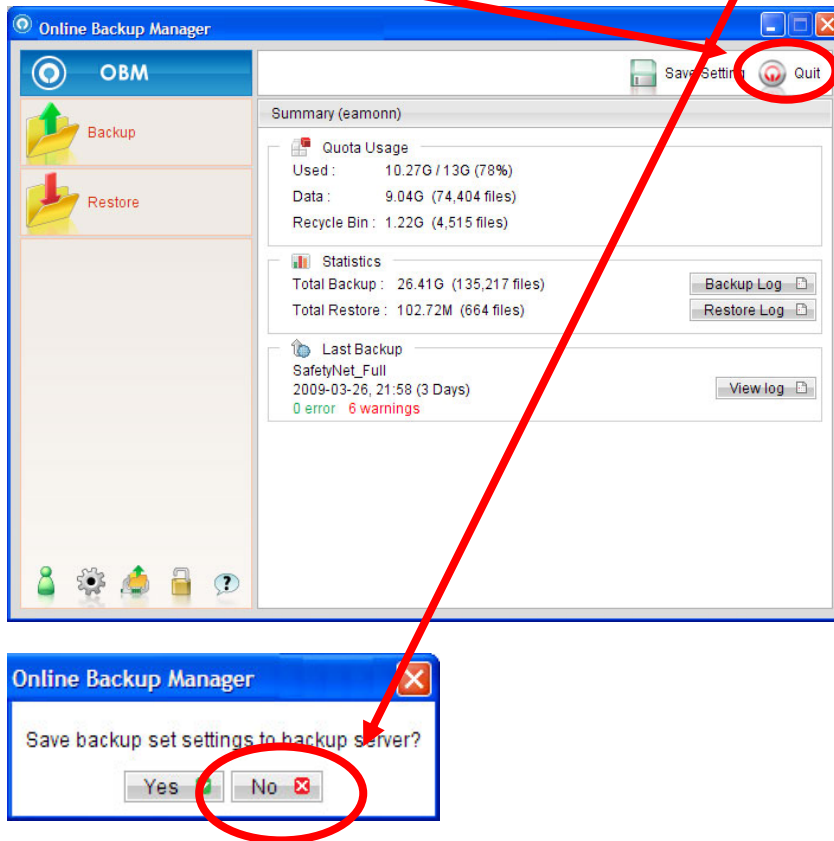 Online Backup Manager
OBM
Save Setting
Quit
Backup
Restore
Summary (eamonn)
Quota Usage
Used : 10.27G / 13G (78%)
Data : 9.04G (74,404 files)
Recycle Bin : 1.22G (4,515 files)
Statistics
Total Backup : 26.41G (135,217 files)
Backup Log
Total Restore : 102.72M (664 files)
Restore Log
Last Backup
SafetyNet_Full
2009-03-26, 21:58 (3 Days)
View log
0 error 6 warnings
Online Backup Manager
Save backup set settings to backup server?
Yes
No